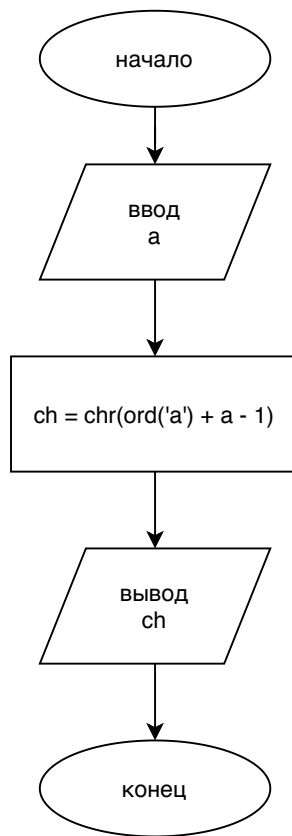 начало
ввод
a
ch = chr(ord('a') + a - 1)
вывод
ch
конец